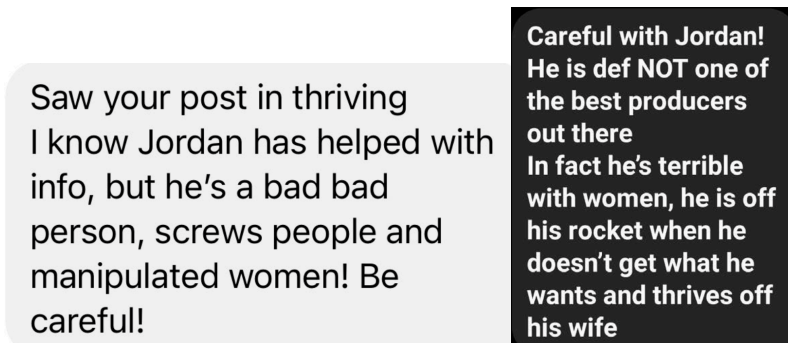 Saw your post in thriving
I know Jordan has helped with
info, but he’s a bad bad
person, screws people and
manipulated women! Be
careful!
Careful with Jordan!
He is def NOT one of
the best producers
out there
In fact he’s terrible
with women, he is off
his rocket when he
doesn’t get what he
wants and thrives off
his wife